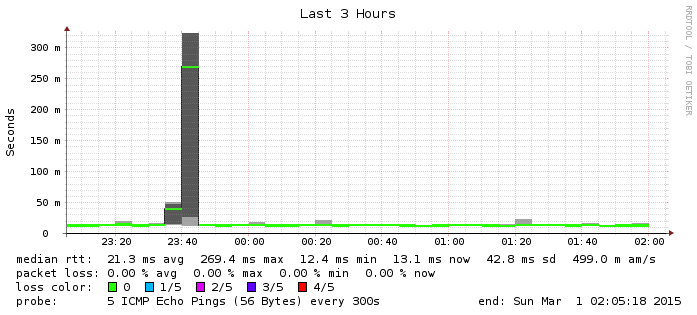 Last 3 Hours
RRDTOOL / TOBI OETIKER
Seconds
300 m
250 m
200 m
150 m
100 m
50 m
0
23:20 23:40 00:00 00:20 00:40 01:00 01:20 01:40 02:00
median rtt: 21.3 ms avg 269.4 ms max 12.4 ms min 13.1 ms now 42.8 ms sd 499.0 m am/s
packet loss: 0.00 % avg 0.00 % max 0.00 % min 0.00 % now
loss color: 0 1/5 2/5 3/5 4/5
probe: 5 ICMP Echo Pings (56 Bytes) every 300s end: Sun Mar 1 02:05:18 2015